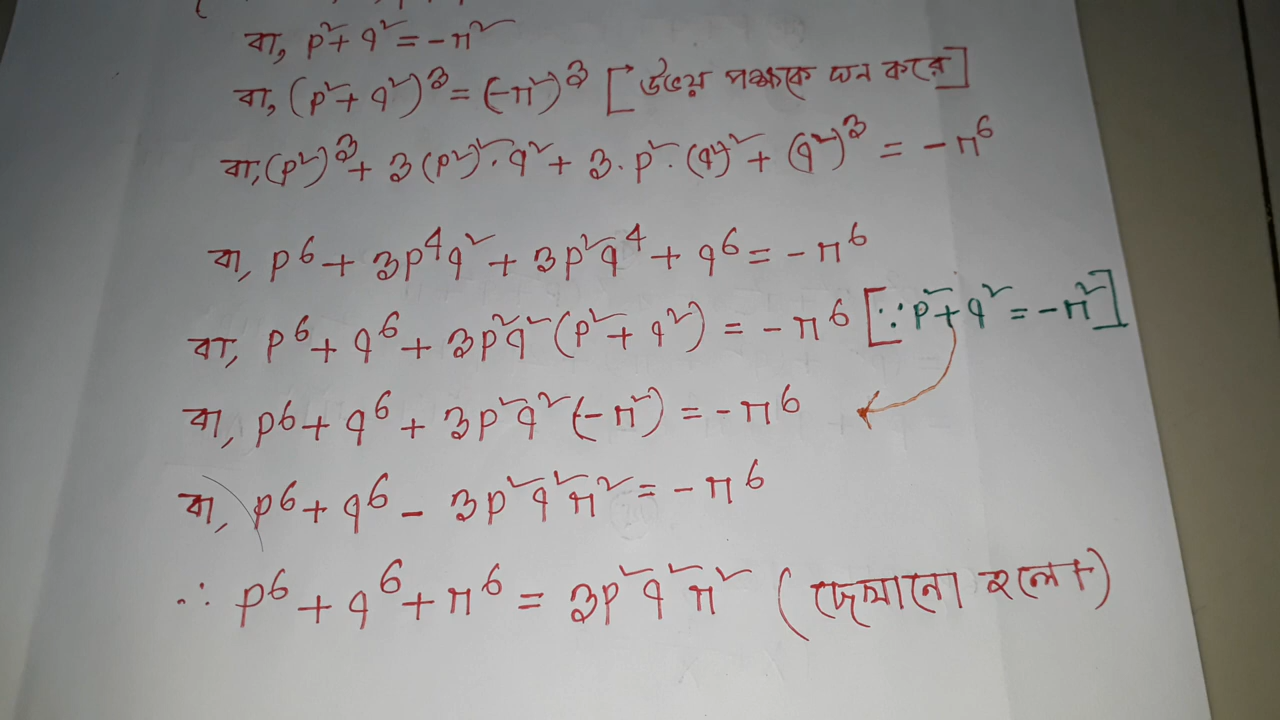 বা, p² + q² = -r²
বা, (p² + q²)³ = (-r²)³ [উভয় পক্ষকে ঘন করে]
বা, (p²)³ + 3(p²)².q² + 3.p².(q²)² + (q²)³ = -r⁶
বা, p⁶ + 3p⁴q² + 3p²q⁴ + q⁶ = -r⁶
বা, p⁶ + q⁶ + 3p²q²(p² + q²) = -r⁶ [∵ p² + q² = -r²]
বা, p⁶ + q⁶ + 3p²q²(-r²) = -r⁶
বা, p⁶ + q⁶ - 3p²q²r² = -r⁶
∴ p⁶ + q⁶ + r⁶ = 3p²q²r² (দেখানো হলো)